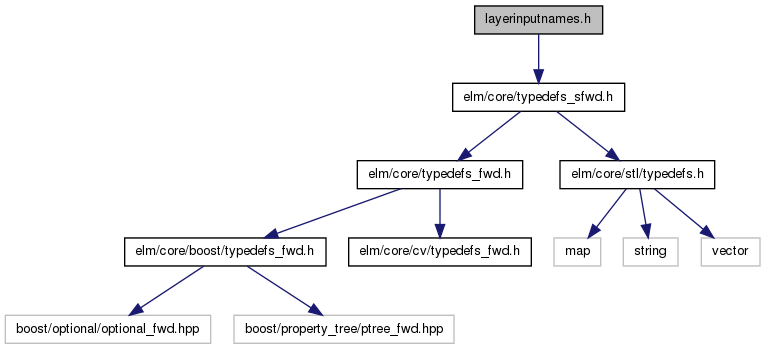 layerinputnames.h
elm/core/typedefs_sfwd.h
elm/core/typedefs_fwd.h
elm/core/stl/typedefs.h
elm/core/boost/typedefs_fwd.h
elm/core/cv/typedefs_fwd.h
map
string
vector
boost/optional/optional_fwd.hpp
boost/property_tree/ptree_fwd.hpp